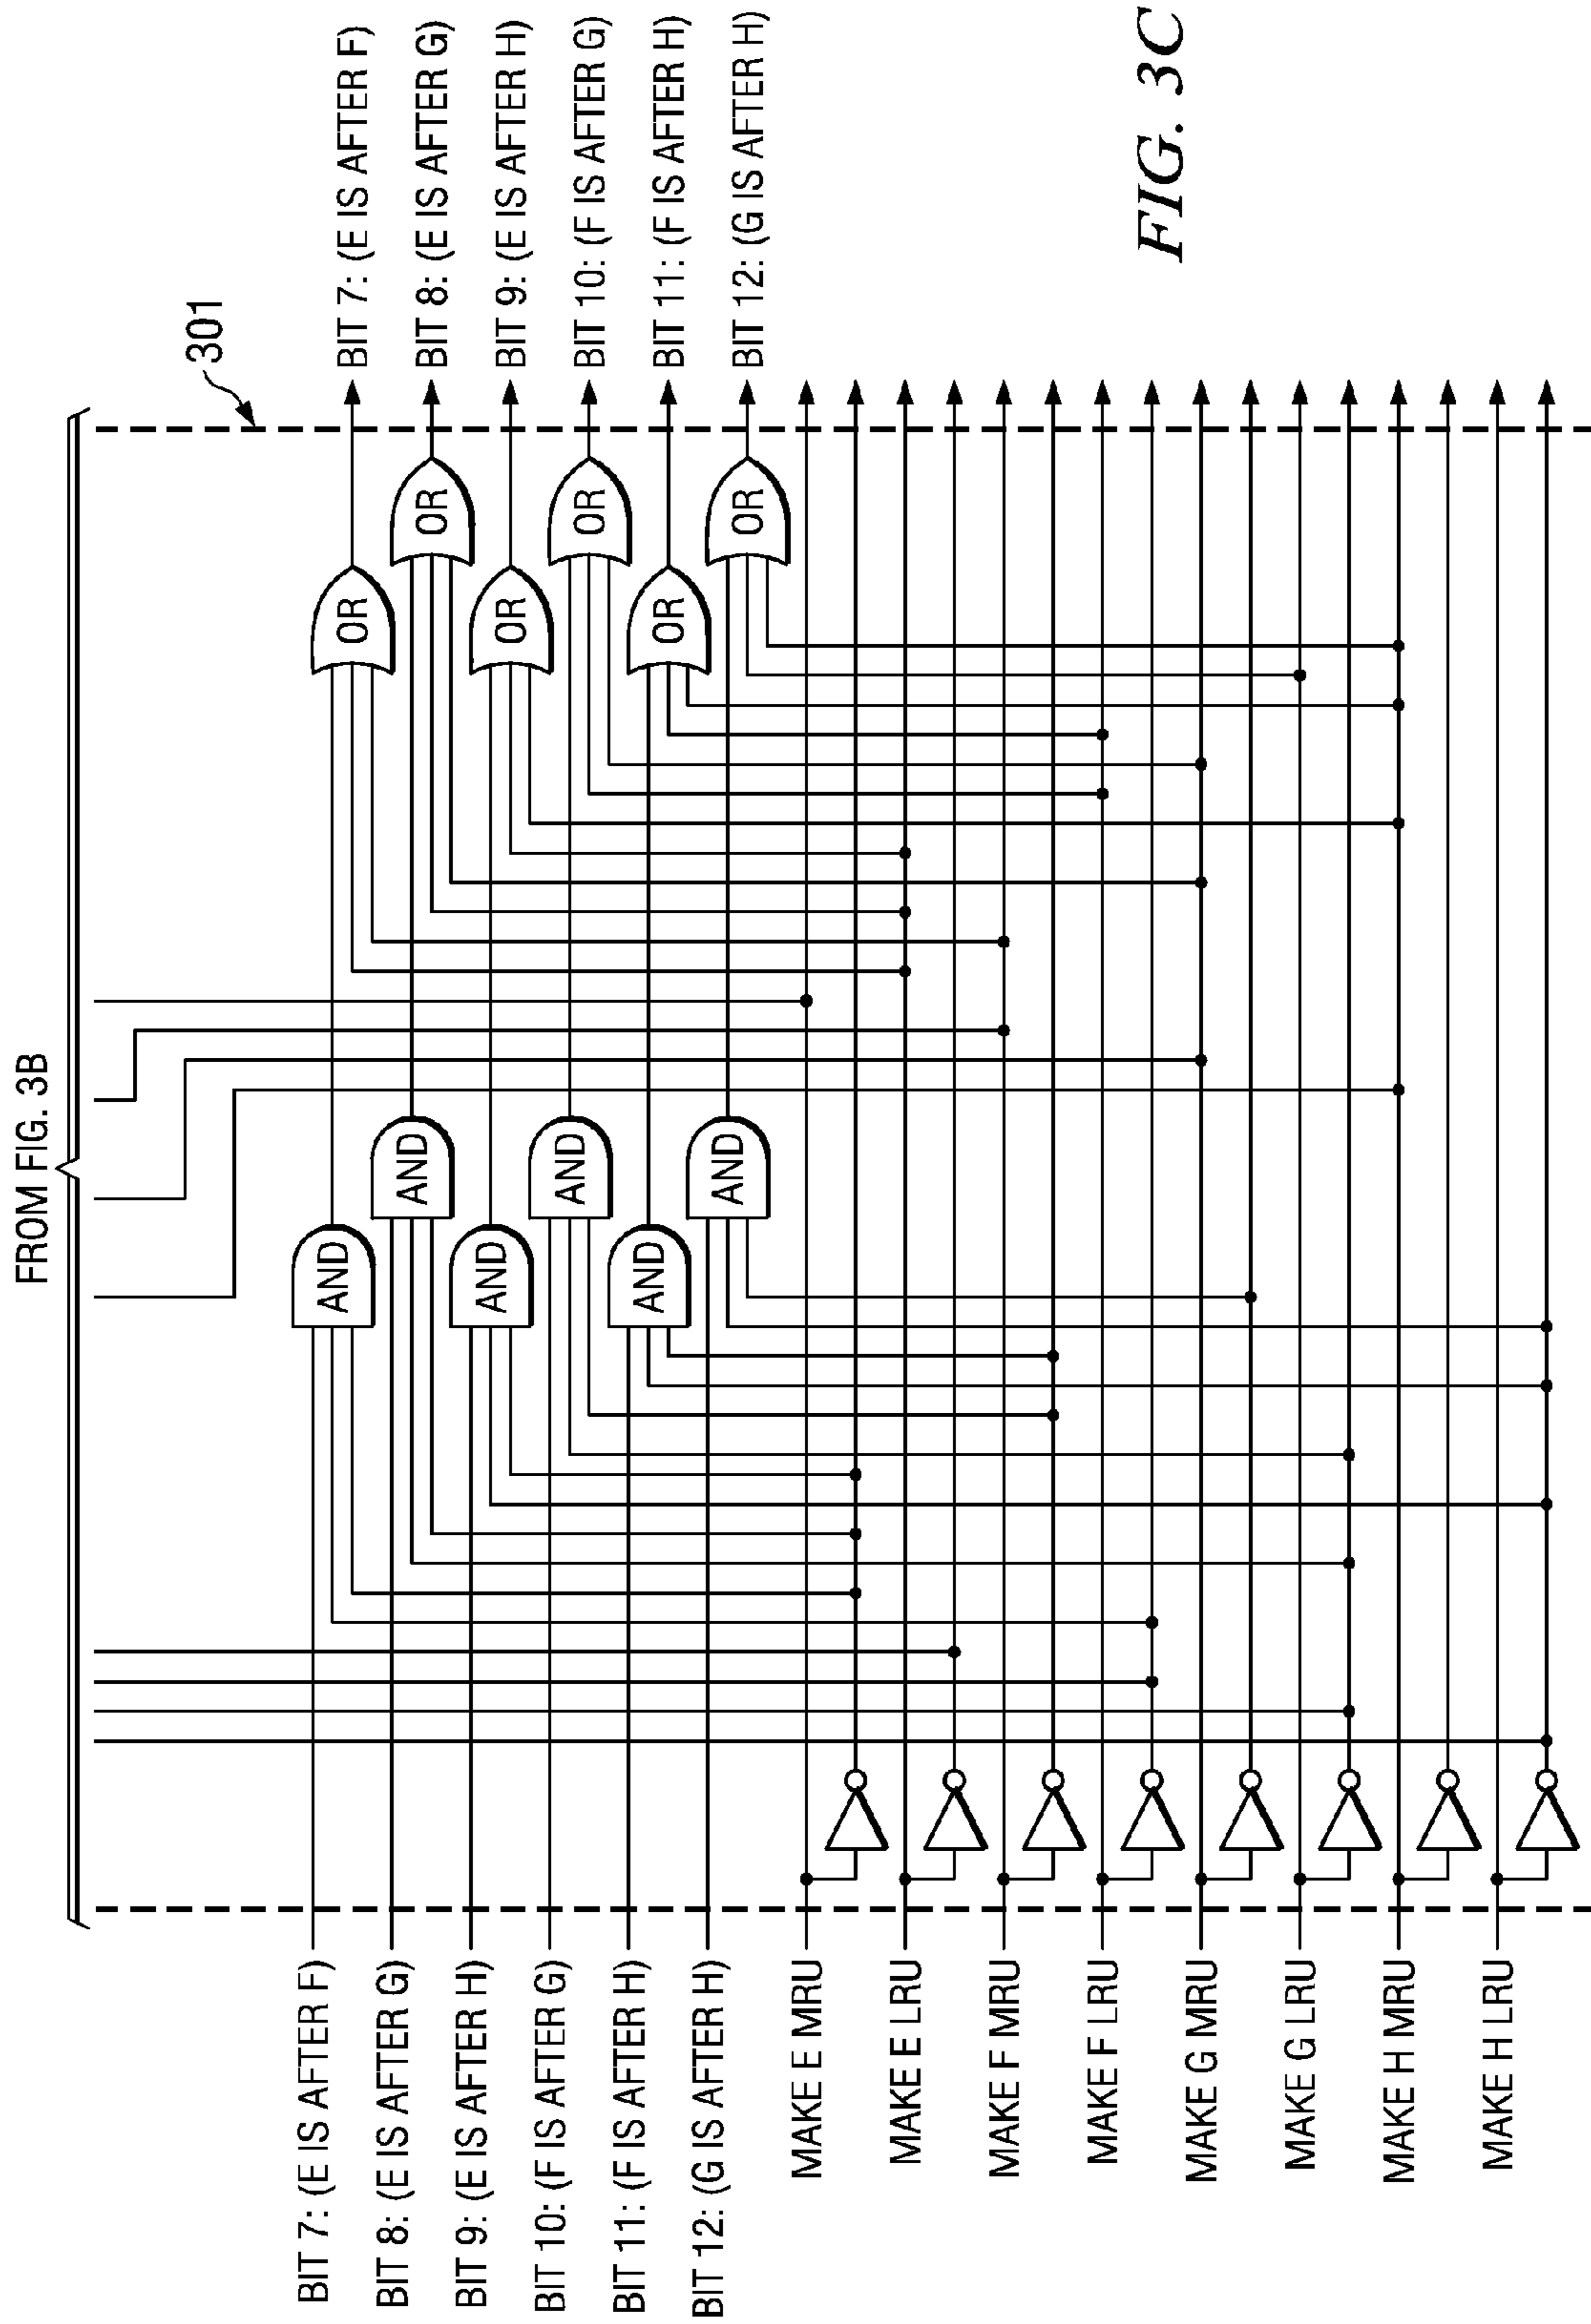 FROM FIG. 3B
301
BIT 7: (E IS AFTER F)
BIT 8: (E IS AFTER G)
BIT 9: (E IS AFTER H)
BIT 10: (F IS AFTER G)
BIT 11: (F IS AFTER H)
BIT 12: (G IS AFTER H)
MAKE E MRU
MAKE E LRU
MAKE F MRU
MAKE F LRU
MAKE G MRU
MAKE G LRU
MAKE H MRU
MAKE H LRU
AND
AND
AND
AND
AND
AND
OR
OR
OR
OR
OR
OR
BIT 7: (E IS AFTER F)
BIT 8: (E IS AFTER G)
BIT 9: (E IS AFTER H)
BIT 10: (F IS AFTER G)
BIT 11: (F IS AFTER H)
BIT 12: (G IS AFTER H)
FIG. 3C